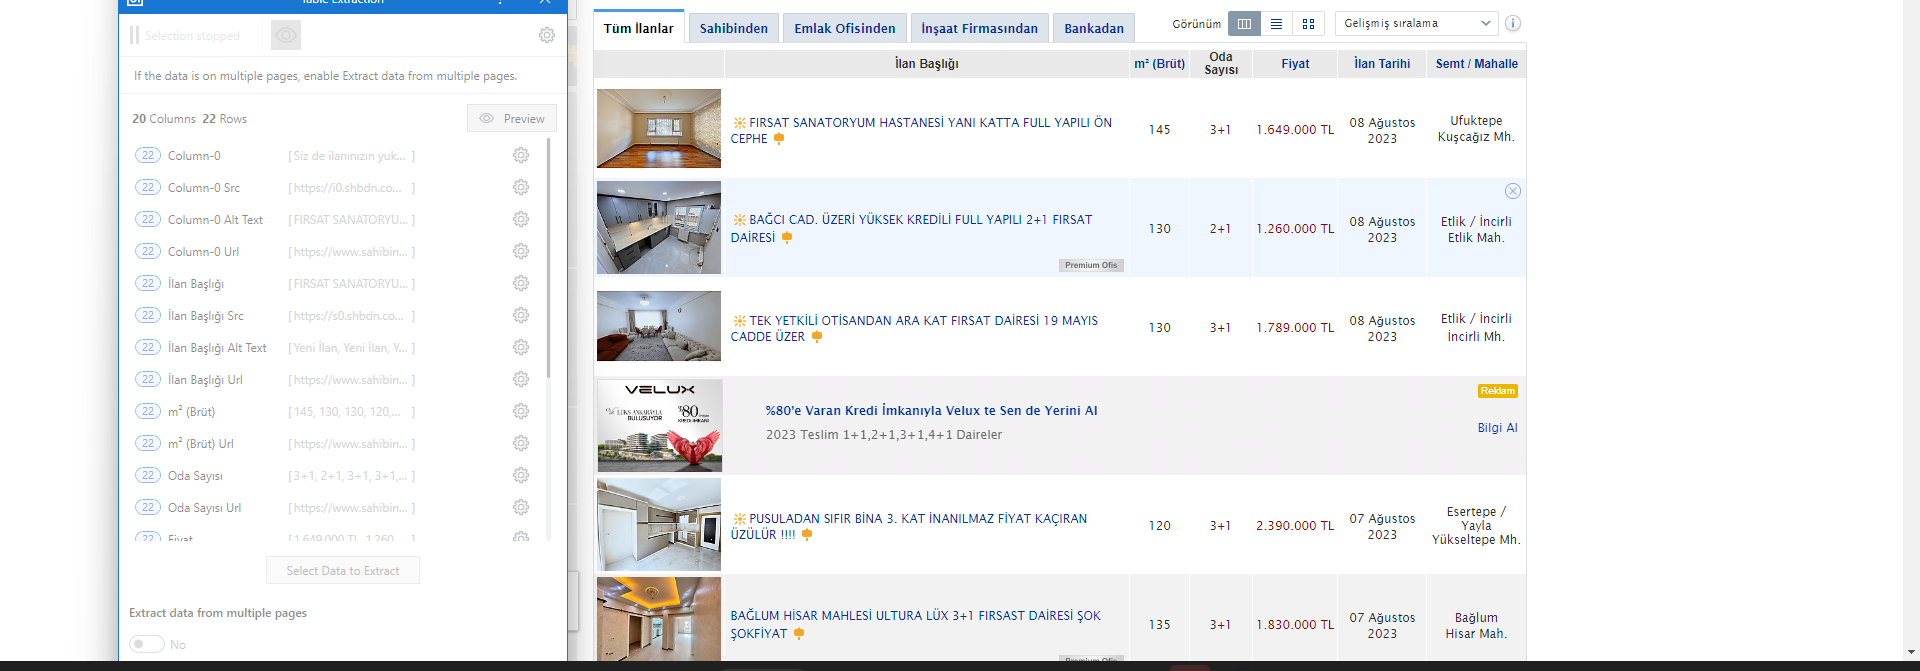 Table Extraction
Selection stopped
If the data is on multiple pages, enable Extract data from multiple pages.
20 Columns 22 Rows
Preview
22 Column-0 [ Siz de ilanınızın yuk... ]
22 Column-0 Src [ https://i0.shbdn.co... ]
22 Column-0 Alt Text [ FIRSAT SANATORYU... ]
22 Column-0 Url [ https://www.sahibin... ]
22 İlan Başlığı [ FIRSAT SANATORYU... ]
22 İlan Başlığı Src [ https://s0.shbdn.co... ]
22 İlan Başlığı Alt Text [ Yeni İlan, Yeni İlan, Y... ]
22 İlan Başlığı Url [ https://www.sahibin... ]
22 m² (Brüt) [ 145, 130, 130, 120,... ]
22 m² (Brüt) Url [ https://www.sahibin... ]
22 Oda Sayısı [ 3+1, 2+1, 3+1, 3+1,... ]
22 Oda Sayısı Url [ https://www.sahibin... ]
22 Fiyat [ 1.649.000 TL, 1.260... ]
Select Data to Extract
Extract data from multiple pages
No
Tüm İlanlar
Sahibinden
Emlak Ofisinden
İnşaat Firmasından
Bankadan
Görünüm
Gelişmiş sıralama
İlan Başlığı
m² (Brüt)
Oda
Sayısı
Fiyat
İlan Tarihi
Semt / Mahalle
FIRSAT SANATORYUM HASTANESİ YANI KATTA FULL YAPILI ÖN
CEPHE
145
3+1
1.649.000 TL
08 Ağustos
2023
Ufuktepe
Kuşcağız Mh.
BAĞCI CAD. ÜZERİ YÜKSEK KREDİLİ FULL YAPILI 2+1 FIRSAT
DAİRESİ
Premium Ofis
130
2+1
1.260.000 TL
08 Ağustos
2023
Etlik / İncirli
Etlik Mah.
TEK YETKİLİ OTİSANDAN ARA KAT FIRSAT DAİRESİ 19 MAYIS
CADDE ÜZER
130
3+1
1.789.000 TL
08 Ağustos
2023
Etlik / İncirli
İncirli Mh.
VELUX
LÜKS ANKARAYLA
BULUŞUYOR
%80
KREDİ İMKANI
%80'e Varan Kredi İmkanıyla Velux te Sen de Yerini Al
2023 Teslim 1+1,2+1,3+1,4+1 Daireler
Reklam
Bilgi Al
PUSULADAN SIFIR BİNA 3. KAT İNANILMAZ FİYAT KAÇIRAN
ÜZÜLÜR !!!!
120
3+1
2.390.000 TL
07 Ağustos
2023
Esertepe /
Yayla
Yükseltepe Mh.
BAĞLUM HİSAR MAHLESİ ULTURA LÜX 3+1 FIRSAST DAİRESİ ŞOK
ŞOKFİYAT
Premium Ofis
135
3+1
1.830.000 TL
07 Ağustos
2023
Bağlum
Hisar Mah.